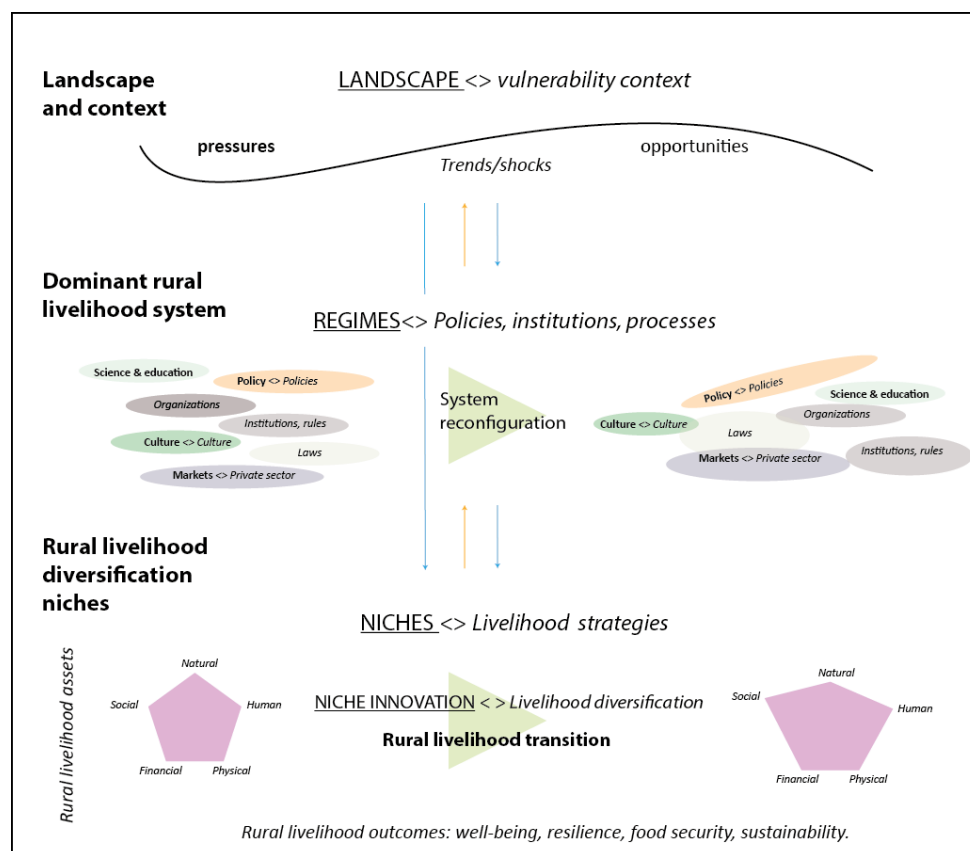 Landscape
and context
LANDSCAPE <> vulnerability context
pressures
opportunities
Trends/shocks
Dominant rural
livelihood system
REGIMES<> Policies, institutions, processes
Science & education
Policy <> Policies
Organizations
Institutions, rules
Culture <> Culture
Laws
Markets <> Private sector
System
reconfiguration
Policy <> Policies
Science & education
Organizations
Culture <> Culture
Laws
Markets <> Private sector
Institutions, rules
Rural livelihood
diversification
niches
NICHES <> Livelihood strategies
Rural livelihood assets
Natural
Social
Human
Financial
Physical
NICHE INNOVATION < > Livelihood diversification
Rural livelihood transition
Natural
Social
Human
Financial
Physical
Rural livelihood outcomes: well-being, resilience, food security, sustainability.